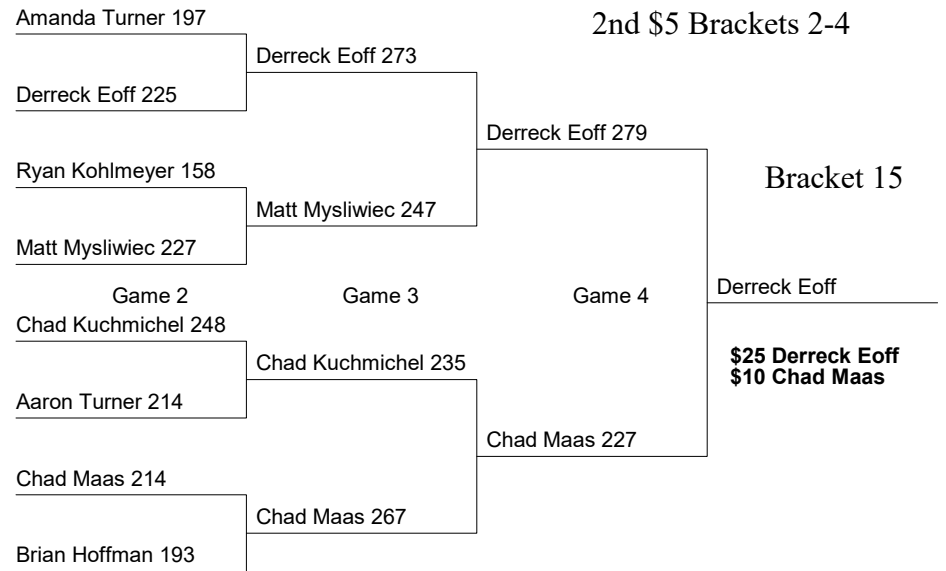 Amanda Turner 197
2nd $5 Brackets 2-4
Derreck Eoff 273
Derreck Eoff 225
Derreck Eoff 279
Ryan Kohlmeyer 158
Bracket 15
Matt Mysliwiec 247
Matt Mysliwiec 227
Game 2
Game 3
Game 4
Derreck Eoff
Chad Kuchmichel 248
$25 Derreck Eoff
$10 Chad Maas
Chad Kuchmichel 235
Aaron Turner 214
Chad Maas 227
Chad Maas 214
Chad Maas 267
Brian Hoffman 193